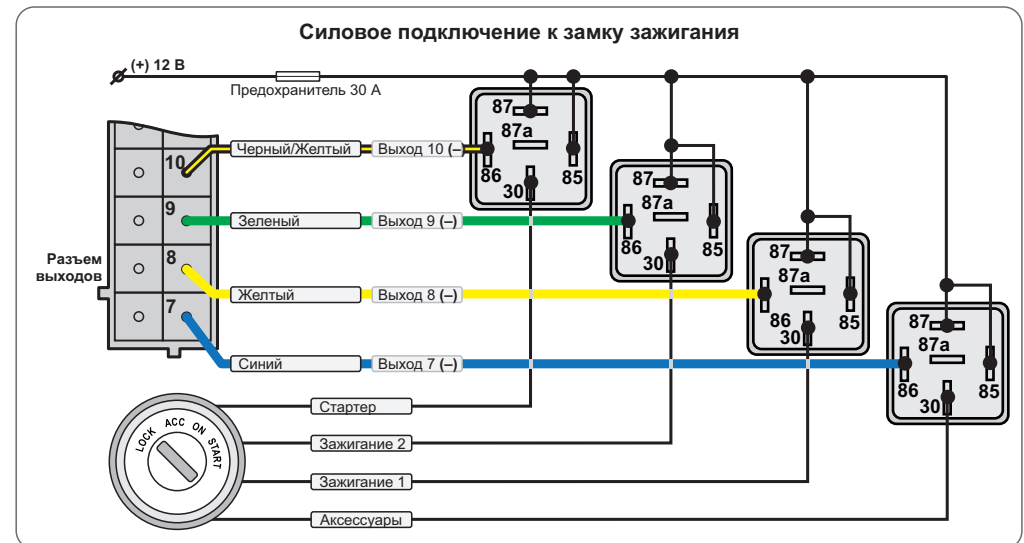 Силовое подключение к замку зажигания
(+) 12 В
Предохранитель 30 А
87
87a
86
85
30
10
Черный/Желтый
Выход 10 (–)
87
87a
86
85
30
9
Зеленый
Выход 9 (–)
Разъем
выходов
87
87a
86
85
30
8
Желтый
Выход 8 (–)
87
87a
86
85
30
7
Синий
Выход 7 (–)
LOCK ACC ON START
Стартер
Зажигание 2
Зажигание 1
Аксессуары